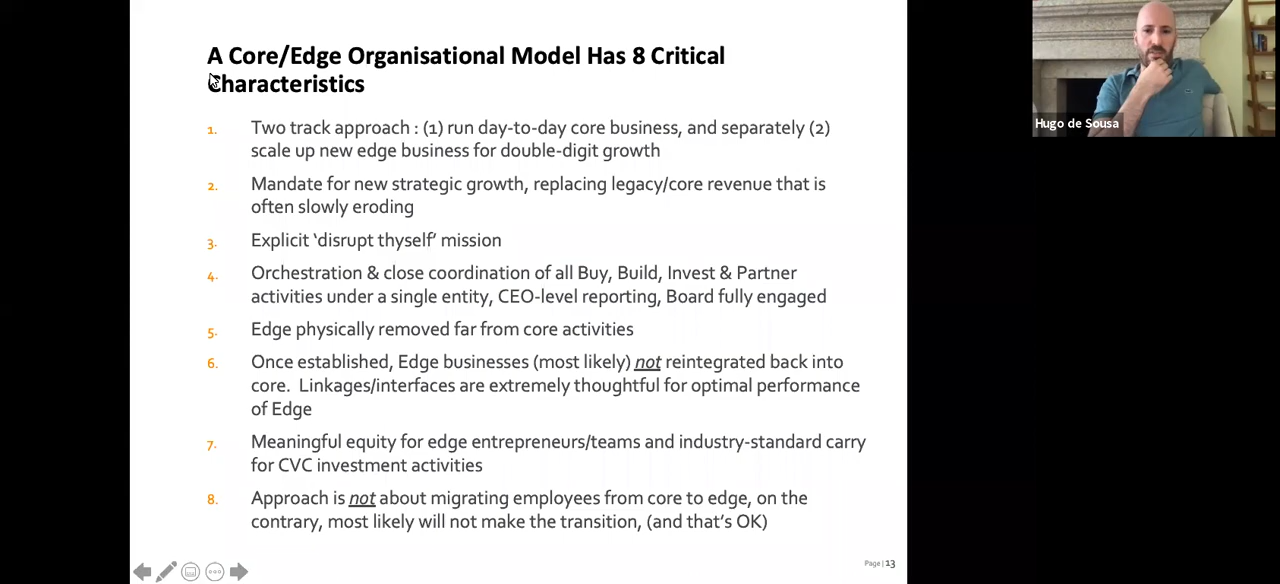 A Core/Edge Organisational Model Has 8 Critical
Characteristics
1. Two track approach : (1) run day-to-day core business, and separately (2)
scale up new edge business for double-digit growth
2. Mandate for new strategic growth, replacing legacy/core revenue that is
often slowly eroding
3. Explicit ‘disrupt thyself’ mission
4. Orchestration & close coordination of all Buy, Build, Invest & Partner
activities under a single entity, CEO-level reporting, Board fully engaged
5. Edge physically removed far from core activities
6. Once established, Edge businesses (most likely) not reintegrated back into
core. Linkages/interfaces are extremely thoughtful for optimal performance
of Edge
7. Meaningful equity for edge entrepreneurs/teams and industry-standard carry
for CVC investment activities
8. Approach is not about migrating employees from core to edge, on the
contrary, most likely will not make the transition, (and that’s OK)
Page | 13
Hugo de Sousa